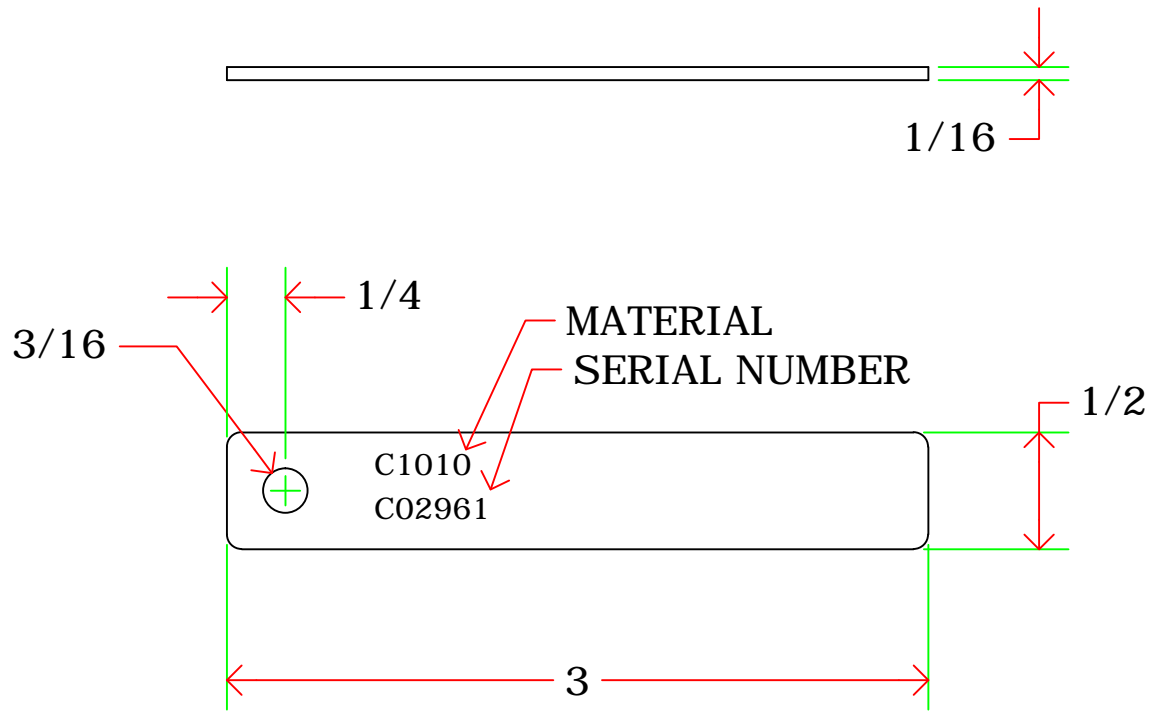 1/16
1/4
3/16
MATERIAL
SERIAL NUMBER
1/2
C1010
C02961
3